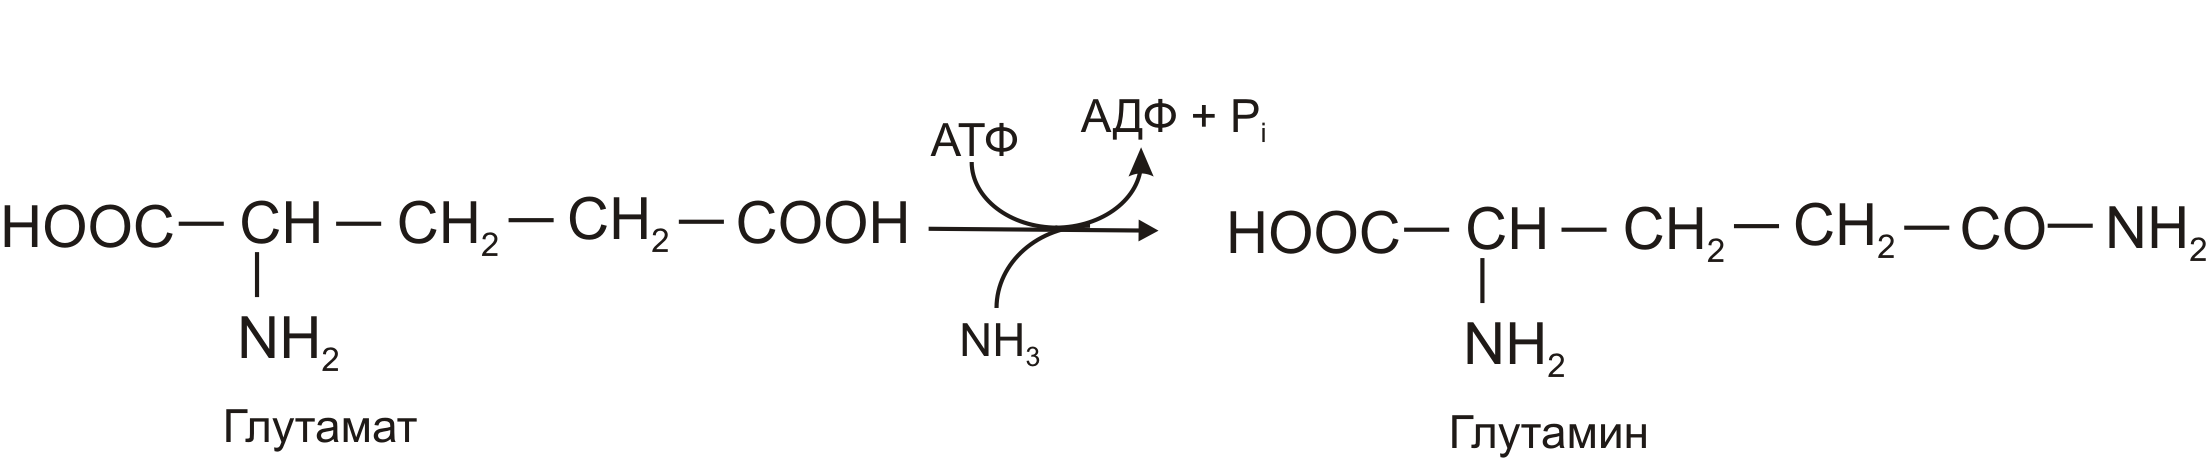 АТФ АДФ + Pi
HOOC — CH — CH2 — CH2 — COOH HOOC — CH — CH2 — CH2 — CO — NH2
NH2 NH3 NH2
Глутамат Глутамин